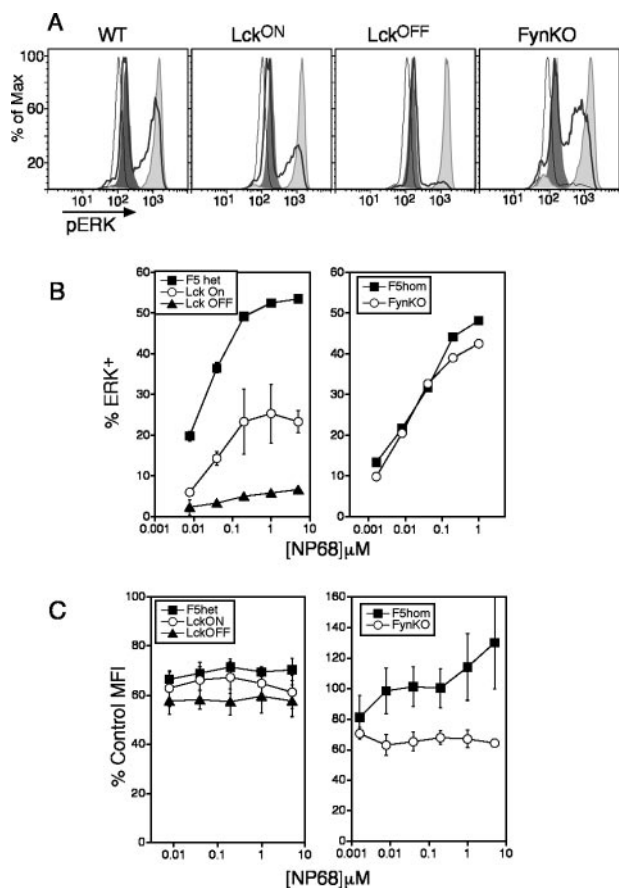 A
WT
Lck^ON
Lck^OFF
FynKO
% of Max
100
60
20
10^1 10^2 10^3
10^1 10^2 10^3
10^1 10^2 10^3
10^1 10^2 10^3
pERK
B
F5 het
Lck On
Lck OFF
F5hom
FynKO
% ERK+
60
50
40
30
20
10
0
60
50
40
30
20
10
0
0.001 0.01 0.1 1 10
0.001 0.01 0.1 1 10
[NP68]μM
C
F5het
LckON
LckOFF
F5hom
FynKO
% Control MFI
100
80
60
40
20
0
160
140
120
100
80
60
40
20
0
0.01 0.1 1 10
0.001 0.01 0.1 1 10
[NP68]μM